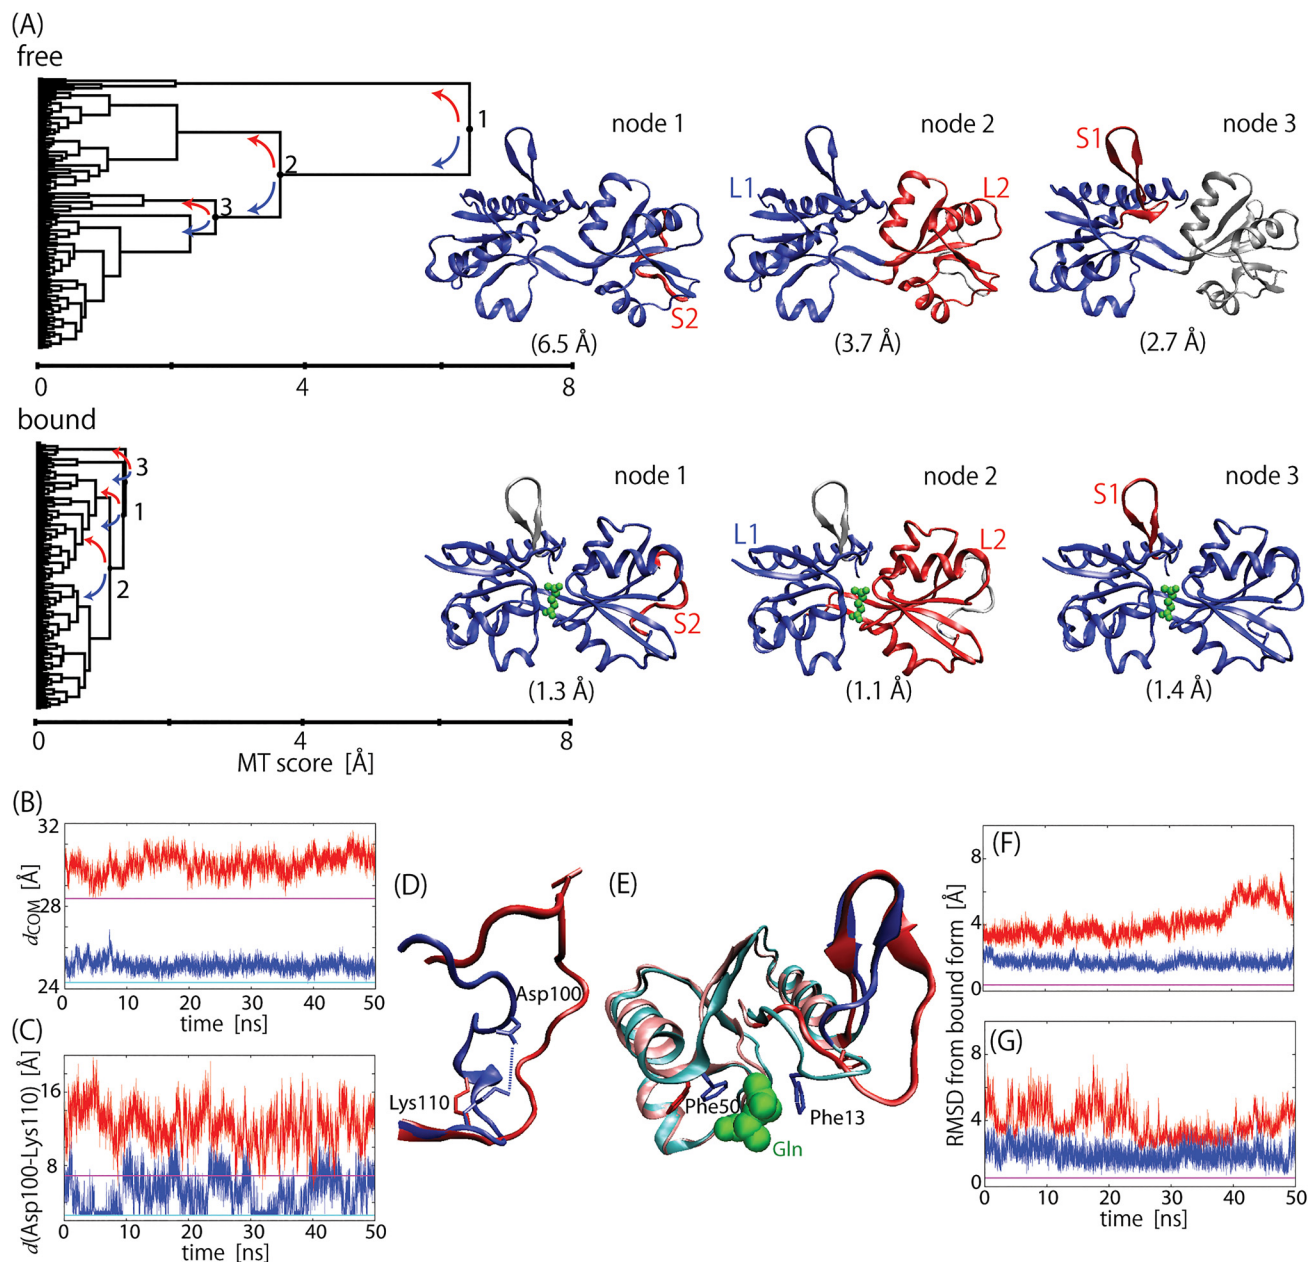 (A)
free
1
2
3
node 1
node 2
node 3
S1
L1
L2
S2
(6.5 Å)
(3.7 Å)
(2.7 Å)
0
4
8
bound
3
1
2
node 1
node 2
node 3
S1
L1
L2
S2
(1.3 Å)
(1.1 Å)
(1.4 Å)
0
4
8
MT score [Å]
(B)
32
28
24
dCOM [Å]
0 10 20 30 40 50
time [ns]
(C)
16
8
d(Asp100-Lys110) [Å]
0 10 20 30 40 50
time [ns]
(D)
Asp100
Lys110
(E)
Phe50
Phe13
Gln
(F)
8
4
0
(G)
8
4
0
RMSD from bound form [Å]
0 10 20 30 40 50
time [ns]